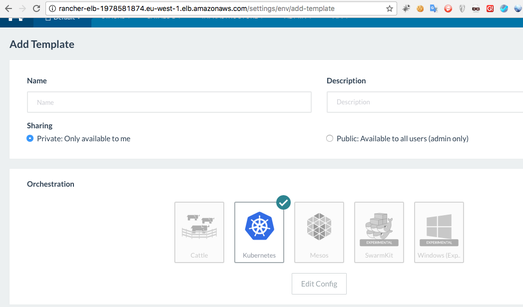 rancher-elb-1978581874.eu-west-1.elb.amazonaws.com/settings/env/add-template
Default
Add Template
Name
Description
Name
Description
Sharing
Private: Only available to me
Public: Available to all users (admin only)
Orchestration
EXPERIMENTAL
EXPERIMENTAL
Cattle
Kubernetes
Mesos
SwarmKit
Windows (Exp.
Edit Config